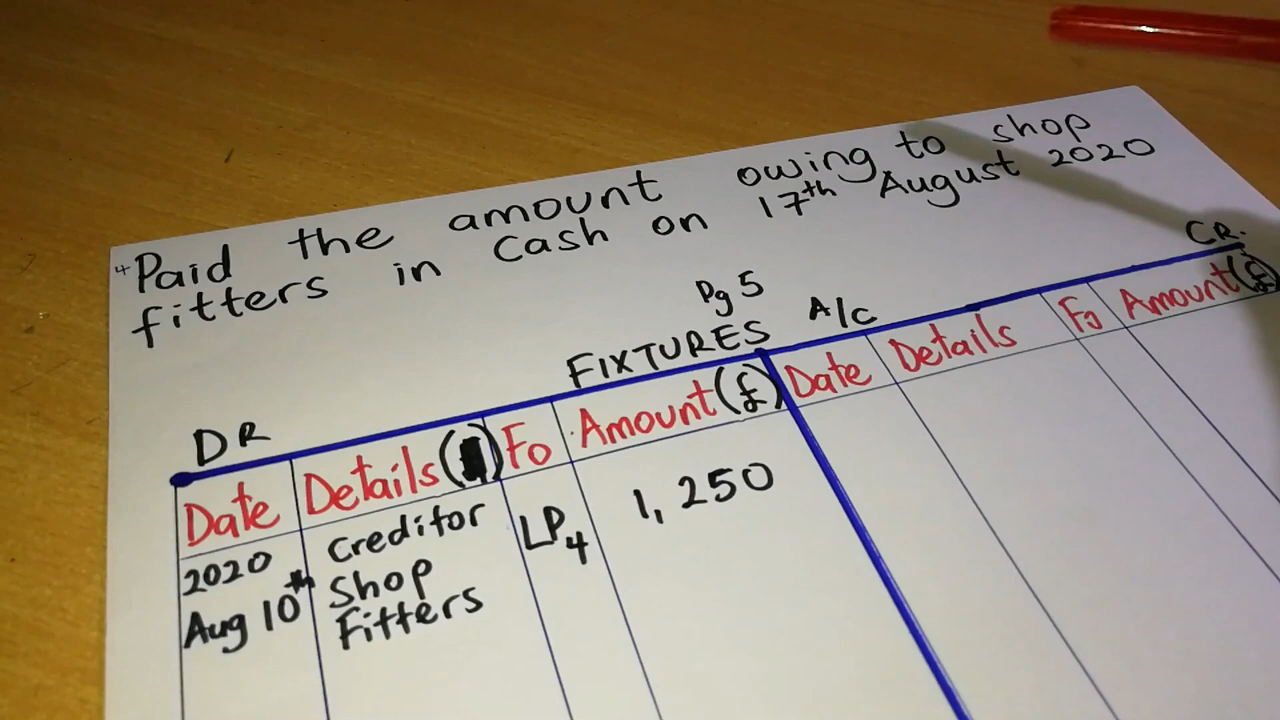 4 Paid the amount owing to shop
fitters in Cash on 17th August 2020
Pg 5
FIXTURES A/C
DR
CR.
Date Details ( ) Fo Amount (£) Date Details Fo Amount (£)
2020 Creditor LP4 1,250
Aug 10th Shop
Fitters